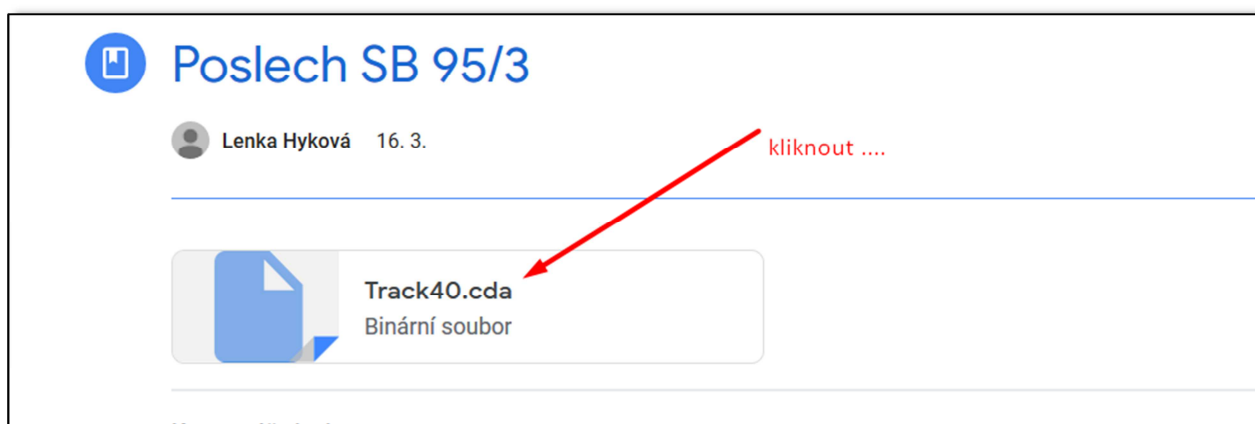 Poslech SB 95/3
Lenka Hyková 16. 3.
kliknout ....
Track40.cda
Binární soubor